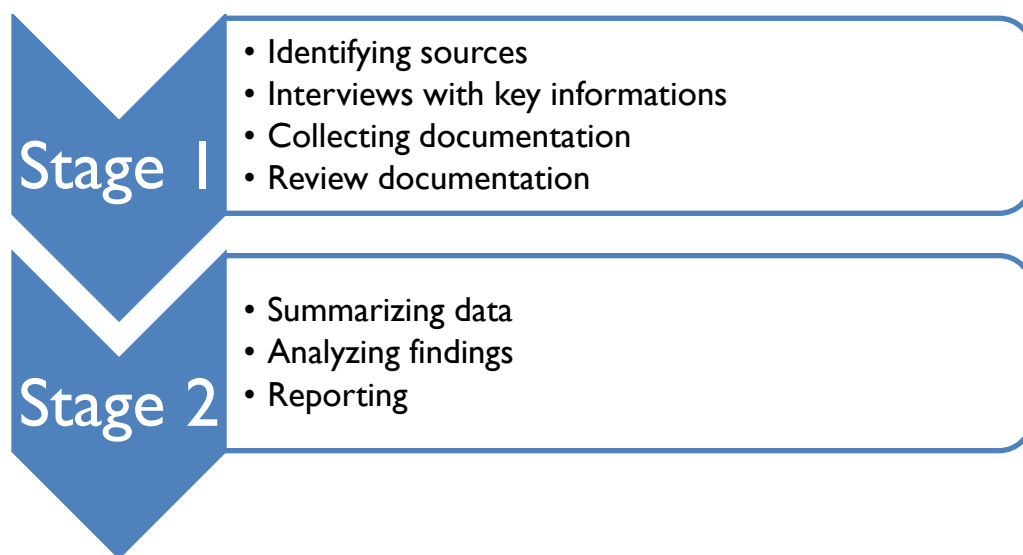 Stage 1
• Identifying sources
• Interviews with key informations
• Collecting documentation
• Review documentation
Stage 2
• Summarizing data
• Analyzing findings
• Reporting